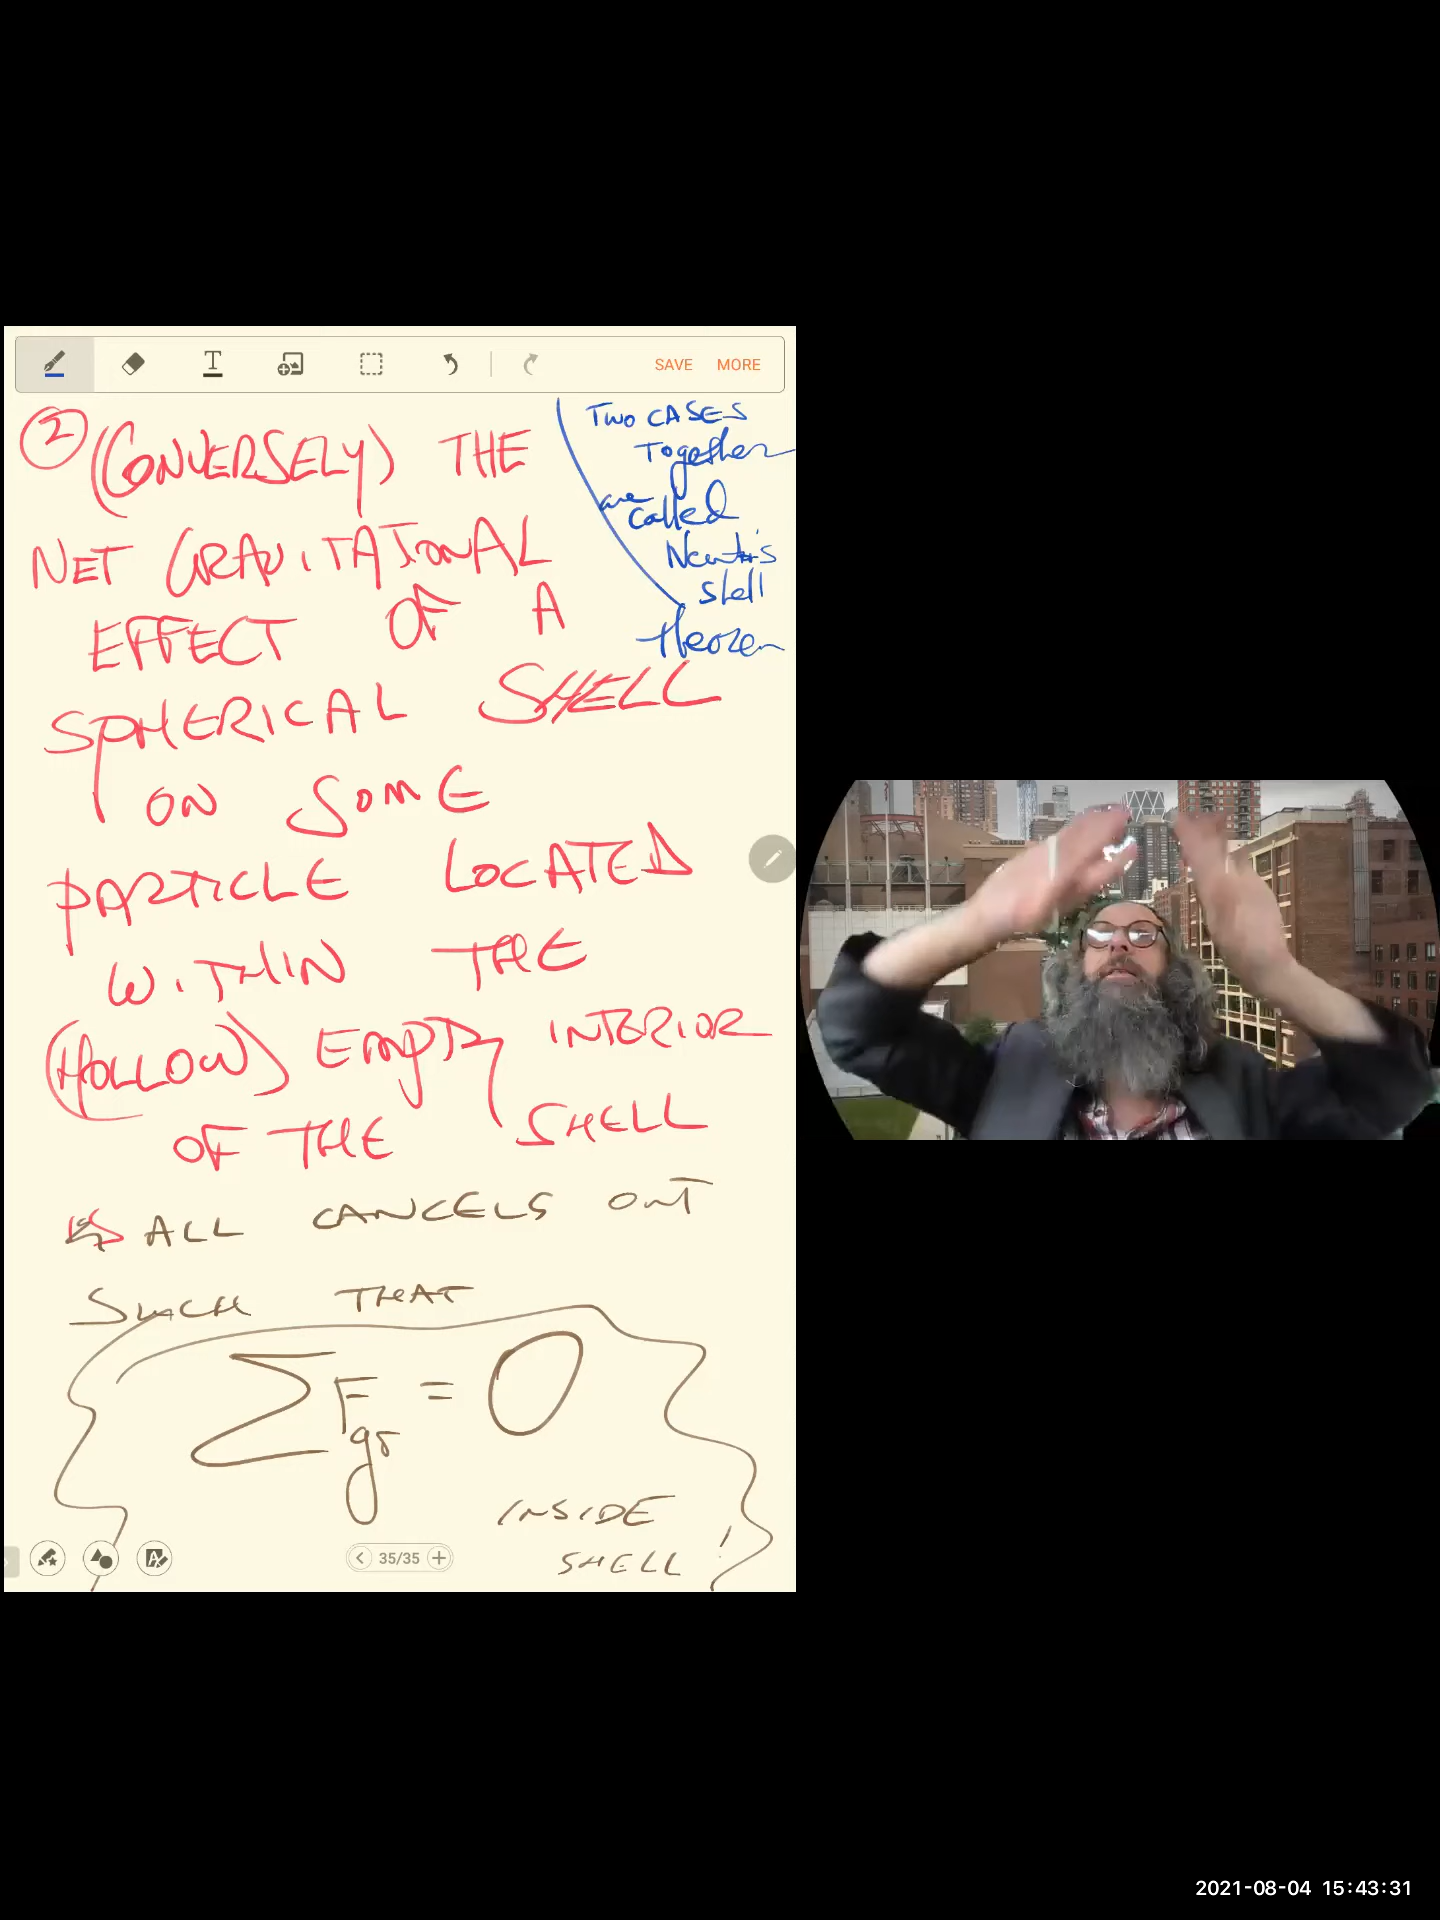 SAVE MORE
② (CONVERSELY) THE
NET GRAVITATIONAL
EFFECT OF A
SPHERICAL SHELL
ON SOME
PARTICLE LOCATED
WITHIN THE
(HOLLOW) EMPTY INTERIOR
OF THE SHELL
IS ALL CANCELS OUT
SUCH THAT
∑ F gr = 0
INSIDE
SHELL !
TWO CASES
Together
are called
Newton's
shell
theorem
35/35
2021-08-04 15:43:31